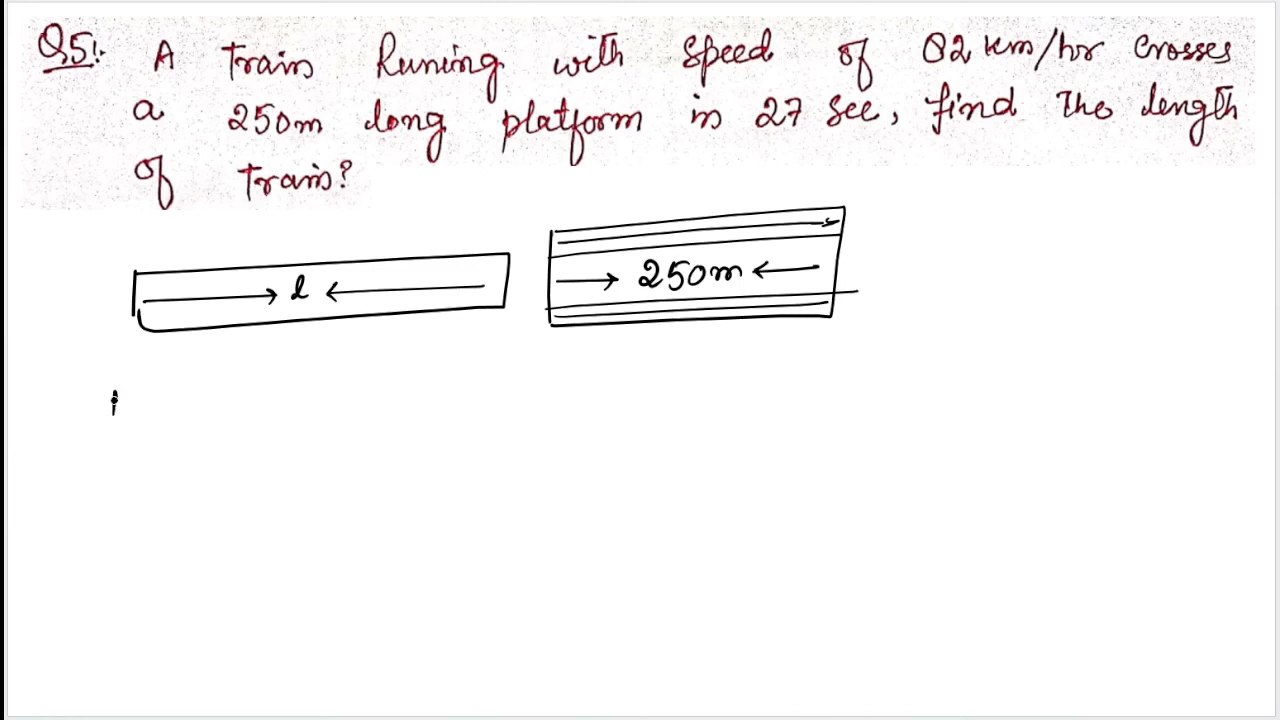 Q5:- A Train Runing with Speed of 82 km/hr crosses
a 250m long platform in 27 sec, find the length
of Train?
l
250m